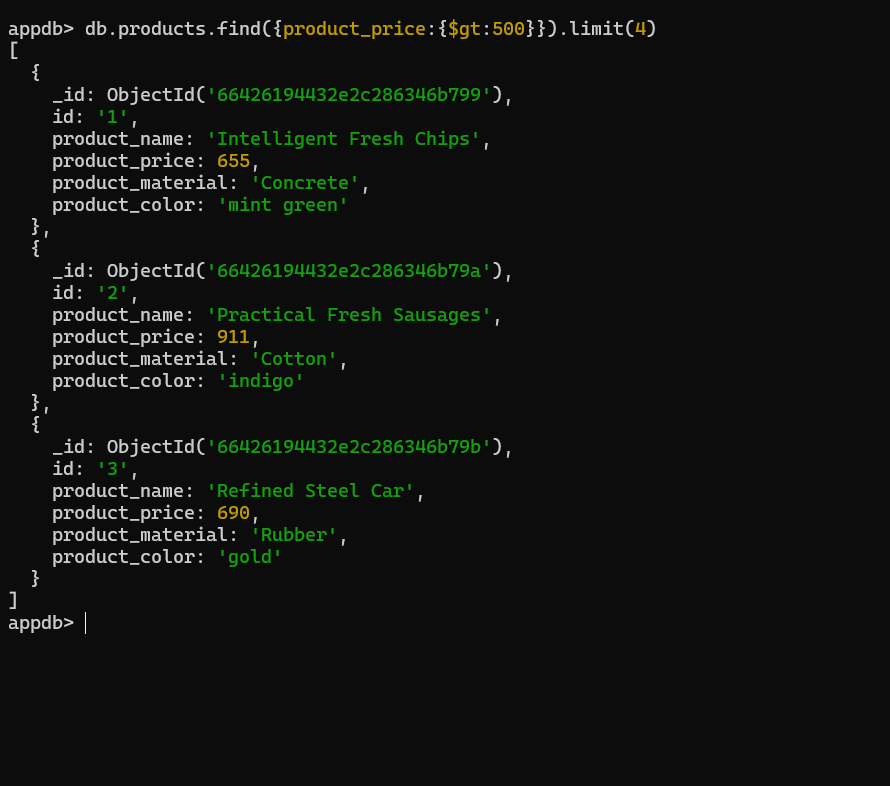 appdb> db.products.find({product_price:{$gt:500}}).limit(4)
[
  {
    _id: ObjectId('66426194432e2c286346b799'),
    id: '1',
    product_name: 'Intelligent Fresh Chips',
    product_price: 655,
    product_material: 'Concrete',
    product_color: 'mint green'
  },
  {
    _id: ObjectId('66426194432e2c286346b79a'),
    id: '2',
    product_name: 'Practical Fresh Sausages',
    product_price: 911,
    product_material: 'Cotton',
    product_color: 'indigo'
  },
  {
    _id: ObjectId('66426194432e2c286346b79b'),
    id: '3',
    product_name: 'Refined Steel Car',
    product_price: 690,
    product_material: 'Rubber',
    product_color: 'gold'
  }
]
appdb>